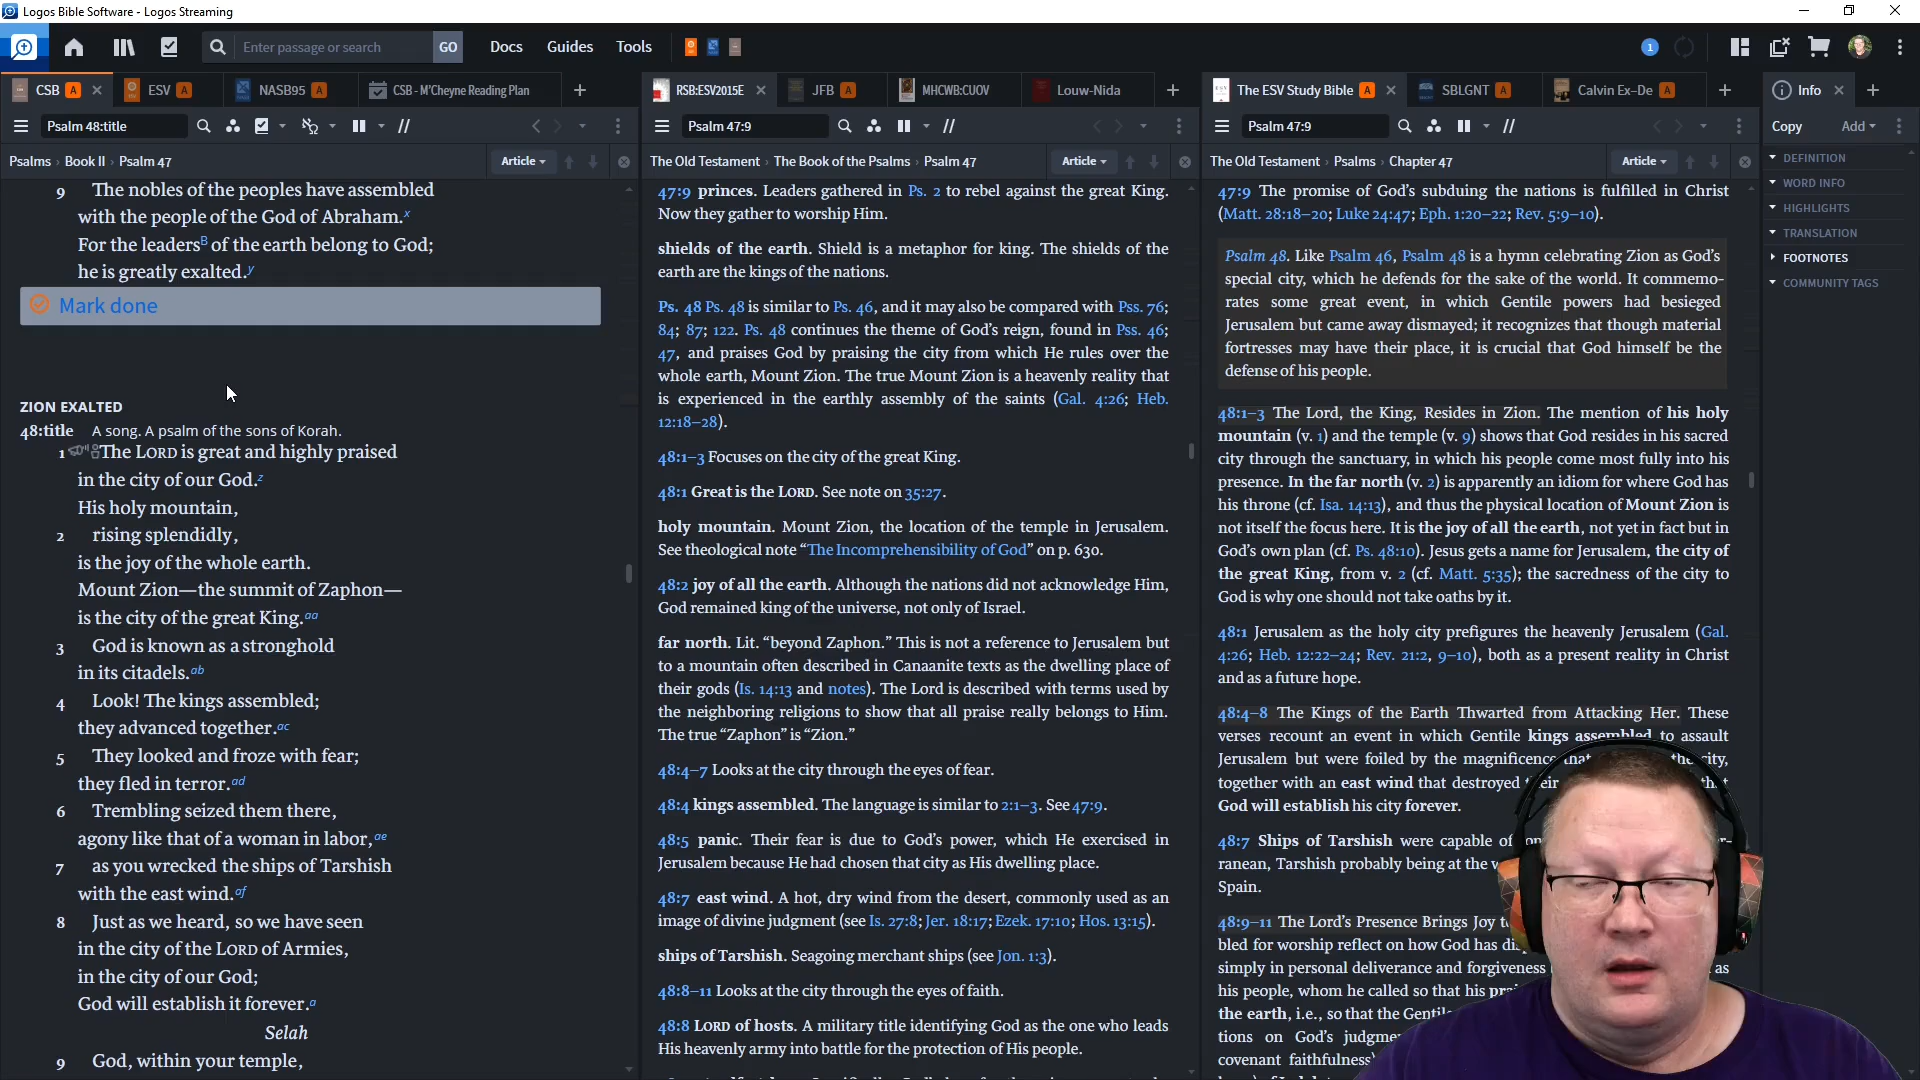 Logos Bible Software - Logos Streaming
Enter passage or search
GO
Docs
Guides
Tools
1
CSB A
ESV A
NASB95 A
CSB - M'Cheyne Reading Plan
RSB:ESV2015E
JFB A
MHCWB:CUOV
Louw-Nida
The ESV Study Bible A
SBLGNT A
Calvin Ex–De A
Info
Psalm 48:title
Psalm 47:9
Psalm 47:9
Copy
Add
Psalms › Book II › Psalm 47
Article
The Old Testament › The Book of the Psalms › Psalm 47
Article
The Old Testament › Psalms › Chapter 47
Article
9 The nobles of the peoples have assembled
with the people of the God of Abraham.x
For the leadersB of the earth belong to God;
he is greatly exalted.y
Mark done
ZION EXALTED
48:title A song. A psalm of the sons of Korah.
1 The LORD is great and highly praised
in the city of our God.z
His holy mountain,
2 rising splendidly,
is the joy of the whole earth.
Mount Zion—the summit of Zaphon—
is the city of the great King.aa
3 God is known as a stronghold
in its citadels.ab
4 Look! The kings assembled;
they advanced together.ac
5 They looked and froze with fear;
they fled in terror.ad
6 Trembling seized them there,
agony like that of a woman in labor,ae
7 as you wrecked the ships of Tarshish
with the east wind.af
8 Just as we heard, so we have seen
in the city of the LORD of Armies,
in the city of our God;
God will establish it forever.a
Selah
9 God, within your temple,
47:9 princes. Leaders gathered in Ps. 2 to rebel against the great King.
Now they gather to worship Him.
shields of the earth. Shield is a metaphor for king. The shields of the
earth are the kings of the nations.
Ps. 48 Ps. 48 is similar to Ps. 46, and it may also be compared with Pss. 76;
84; 87; 122. Ps. 48 continues the theme of God's reign, found in Pss. 46;
47, and praises God by praising the city from which He rules over the
whole earth, Mount Zion. The true Mount Zion is a heavenly reality that
is experienced in the earthly assembly of the saints (Gal. 4:26; Heb.
12:18–28).
48:1–3 Focuses on the city of the great King.
48:1 Great is the LORD. See note on 35:27.
holy mountain. Mount Zion, the location of the temple in Jerusalem.
See theological note “The Incomprehensibility of God” on p. 630.
48:2 joy of all the earth. Although the nations did not acknowledge Him,
God remained king of the universe, not only of Israel.
far north. Lit. “beyond Zaphon.” This is not a reference to Jerusalem but
to a mountain often described in Canaanite texts as the dwelling place of
their gods (Is. 14:13 and notes). The Lord is described with terms used by
the neighboring religions to show that all praise really belongs to Him.
The true “Zaphon” is “Zion.”
48:4–7 Looks at the city through the eyes of fear.
48:4 kings assembled. The language is similar to 2:1–3. See 47:9.
48:5 panic. Their fear is due to God's power, which He exercised in
Jerusalem because He had chosen that city as His dwelling place.
48:7 east wind. A hot, dry wind from the desert, commonly used as an
image of divine judgment (see Is. 27:8; Jer. 18:17; Ezek. 17:10; Hos. 13:15).
ships of Tarshish. Seagoing merchant ships (see Jon. 1:3).
48:8–11 Looks at the city through the eyes of faith.
48:8 LORD of hosts. A military title identifying God as the one who leads
His heavenly army into battle for the protection of His people.
47:9 The promise of God's subduing the nations is fulfilled in Christ
(Matt. 28:18–20; Luke 24:47; Eph. 1:20–22; Rev. 5:9–10).
Psalm 48. Like Psalm 46, Psalm 48 is a hymn celebrating Zion as God's
special city, which he defends for the sake of the world. It commemo-
rates some great event, in which Gentile powers had besieged
Jerusalem but came away dismayed; it recognizes that though material
fortresses may have their place, it is crucial that God himself be the
defense of his people.
48:1–3 The Lord, the King, Resides in Zion. The mention of his holy
mountain (v. 1) and the temple (v. 9) shows that God resides in his sacred
city through the sanctuary, in which his people come most fully into his
presence. In the far north (v. 2) is apparently an idiom for where God has
his throne (cf. Isa. 14:13), and thus the physical location of Mount Zion is
not itself the focus here. It is the joy of all the earth, not yet in fact but in
God's own plan (cf. Ps. 48:10). Jesus gets a name for Jerusalem, the city of
the great King, from v. 2 (cf. Matt. 5:35); the sacredness of the city to
God is why one should not take oaths by it.
48:1 Jerusalem as the holy city prefigures the heavenly Jerusalem (Gal.
4:26; Heb. 12:22–24; Rev. 21:2, 9–10), both as a present reality in Christ
and as a future hope.
48:4–8 The Kings of the Earth Thwarted from Attacking Her. These
verses recount an event in which Gentile kings assembled to assault
Jerusalem but were foiled by the magnificence the city,
together with an east wind that destroyed
God will establish his city forever.
48:7 Ships of Tarshish were capable of
ranean, Tarshish probably being at the
Spain.
48:9–11 The Lord's Presence Brings Joy
bled for worship reflect on how God has
simply in personal deliverance and forgiveness as
his people, whom he called so that his
the earth, i.e., so that the
tions on God's
covenant faithfulness)
DEFINITION
WORD INFO
HIGHLIGHTS
TRANSLATION
FOOTNOTES
COMMUNITY TAGS